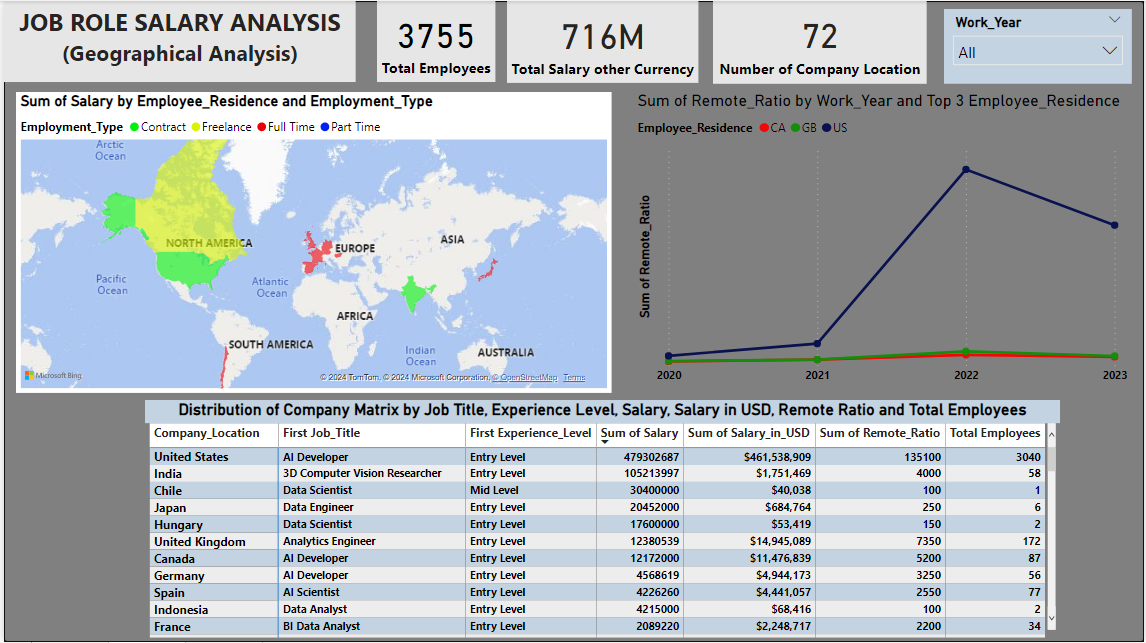 JOB ROLE SALARY ANALYSIS
(Geographical Analysis)
3755
Total Employees
716M
Total Salary other Currency
72
Number of Company Location
Work_Year
All
Sum of Salary by Employee_Residence and Employment_Type
Employment_Type Contract Freelance Full Time Part Time
Arctic
Ocean
NORTH AMERICA
EUROPE
ASIA
Pacific
Ocean
Atlantic
Ocean
AFRICA
SOUTH AMERICA
Indian
Ocean
AUSTRALIA
Microsoft Bing
© 2024 TomTom, © 2024 Microsoft Corporation, © OpenStreetMap Terms
Sum of Remote_Ratio by Work_Year and Top 3 Employee_Residence
Employee_Residence CA GB US
Sum of Remote_Ratio
2020 2021 2022 2023
Distribution of Company Matrix by Job Title, Experience Level, Salary, Salary in USD, Remote Ratio and Total Employees
Company_Location First Job_Title First Experience_Level Sum of Salary Sum of Salary_in_USD Sum of Remote_Ratio Total Employees
United States AI Developer Entry Level 479302687 $461,538,909 135100 3040
India 3D Computer Vision Researcher Entry Level 105213997 $1,751,469 4000 58
Chile Data Scientist Mid Level 30400000 $40,038 100 1
Japan Data Engineer Entry Level 20452000 $684,764 250 6
Hungary Data Scientist Entry Level 17600000 $53,419 150 2
United Kingdom Analytics Engineer Entry Level 12380539 $14,945,089 7350 172
Canada AI Developer Entry Level 12172000 $11,476,839 5200 87
Germany AI Developer Entry Level 4568619 $4,944,173 3250 56
Spain AI Scientist Entry Level 4226260 $4,441,057 2550 77
Indonesia Data Analyst Entry Level 4215000 $68,416 100 2
France BI Data Analyst Entry Level 2089220 $2,248,717 2200 34